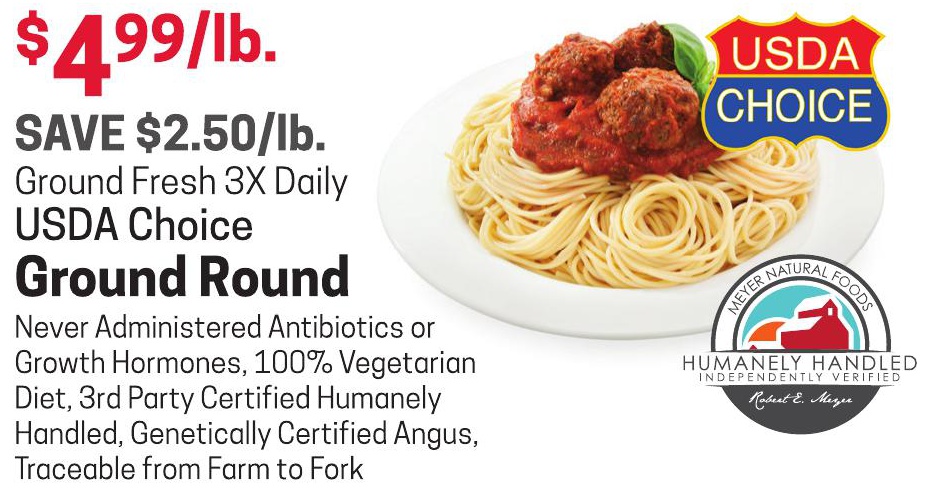 $4.99/lb.
SAVE $2.50/lb.
Ground Fresh 3X Daily
USDA Choice
Ground Round
Never Administered Antibiotics or
Growth Hormones, 100% Vegetarian
Diet, 3rd Party Certified Humanely
Handled, Genetically Certified Angus,
Traceable from Farm to Fork
USDA
CHOICE
MEYER NATURAL FOODS
HUMANELY HANDLED
INDEPENDENTLY VERIFIED
Robert E. Meyer